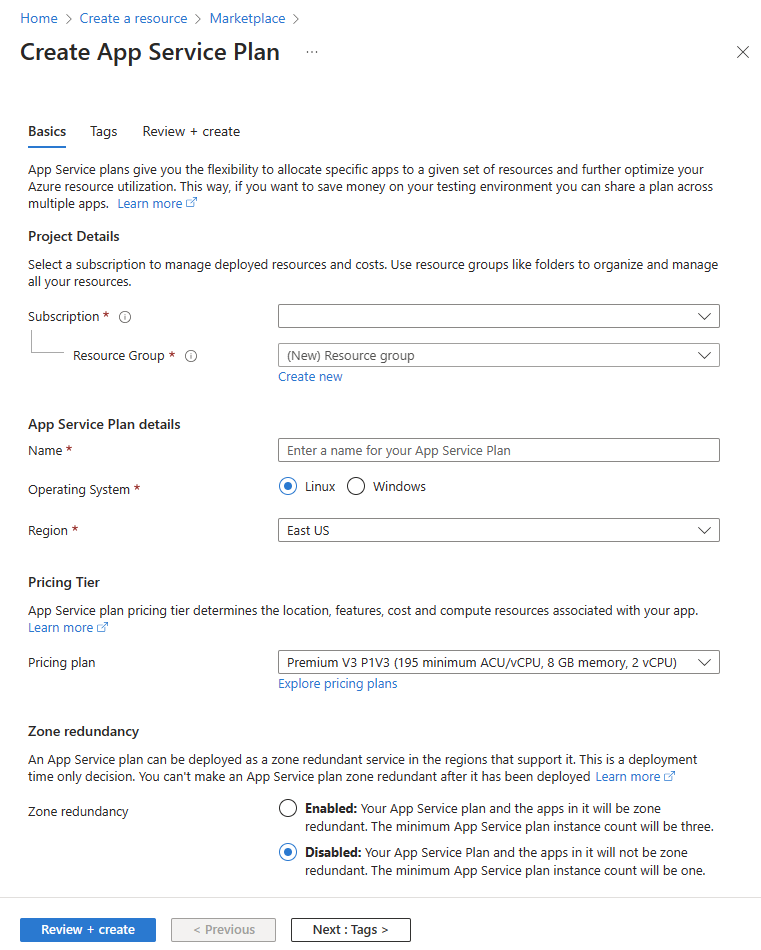 Home > Create a resource > Marketplace >
Create App Service Plan ...
Basics Tags Review + create
App Service plans give you the flexibility to allocate specific apps to a given set of resources and further optimize your
Azure resource utilization. This way, if you want to save money on your testing environment you can share a plan across
multiple apps. Learn more
Project Details
Select a subscription to manage deployed resources and costs. Use resource groups like folders to organize and manage
all your resources.
Subscription *
Resource Group * (New) Resource group
Create new
App Service Plan details
Name * Enter a name for your App Service Plan
Operating System * Linux Windows
Region * East US
Pricing Tier
App Service plan pricing tier determines the location, features, cost and compute resources associated with your app.
Learn more
Pricing plan Premium V3 P1V3 (195 minimum ACU/vCPU, 8 GB memory, 2 vCPU)
Explore pricing plans
Zone redundancy
An App Service plan can be deployed as a zone redundant service in the regions that support it. This is a deployment
time only decision. You can't make an App Service plan zone redundant after it has been deployed Learn more
Zone redundancy Enabled: Your App Service plan and the apps in it will be zone
redundant. The minimum App Service plan instance count will be three.
Disabled: Your App Service Plan and the apps in it will not be zone
redundant. The minimum App Service plan instance count will be one.
Review + create < Previous Next : Tags >